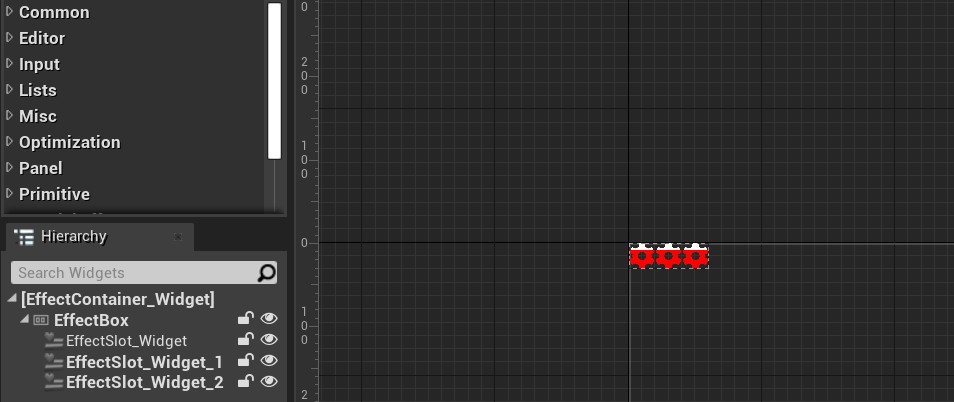 Common
Editor
Input
Lists
Misc
Optimization
Panel
Primitive
Hierarchy
Search Widgets
[EffectContainer_Widget]
EffectBox
EffectSlot_Widget
EffectSlot_Widget_1
EffectSlot_Widget_2
0
2
0
0
1
0
0
0
1
0
0
2